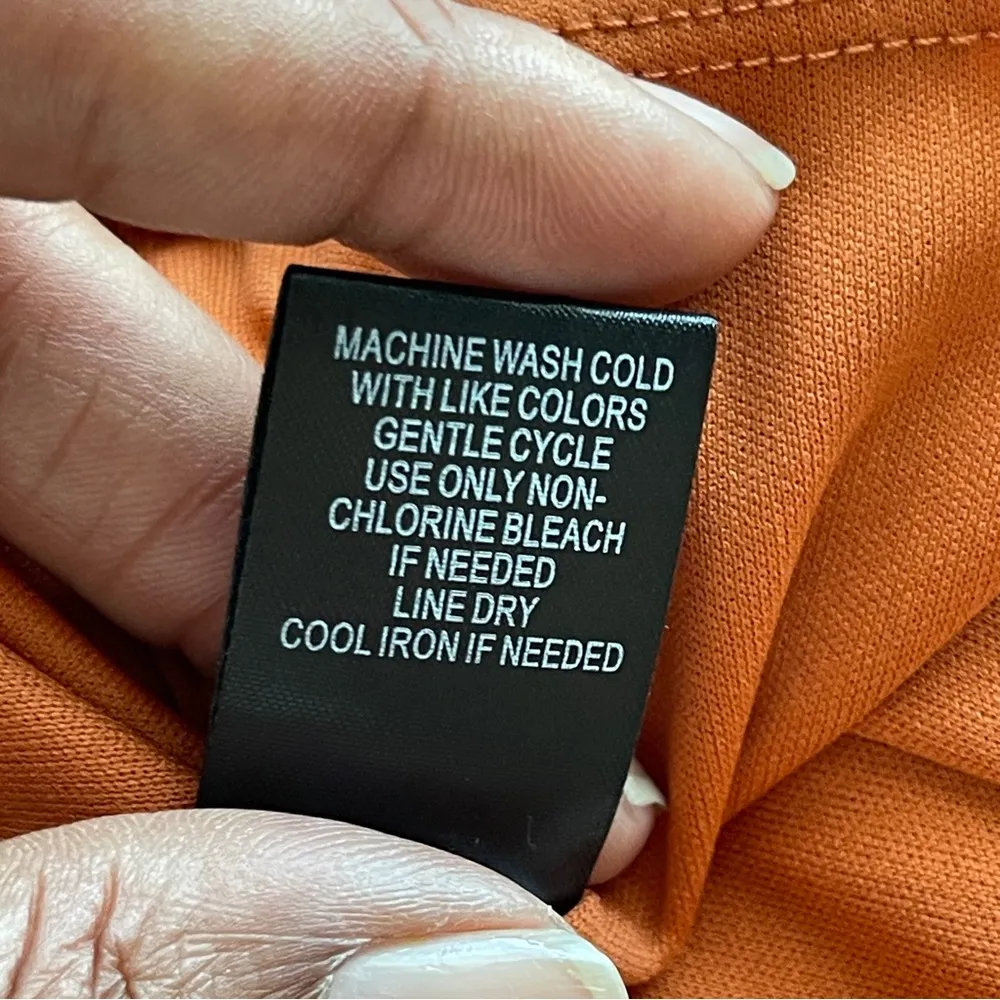 MACHINE WASH COLD
WITH LIKE COLORS
GENTLE CYCLE
USE ONLY NON-
CHLORINE BLEACH
IF NEEDED
LINE DRY
COOL IRON IF NEEDED